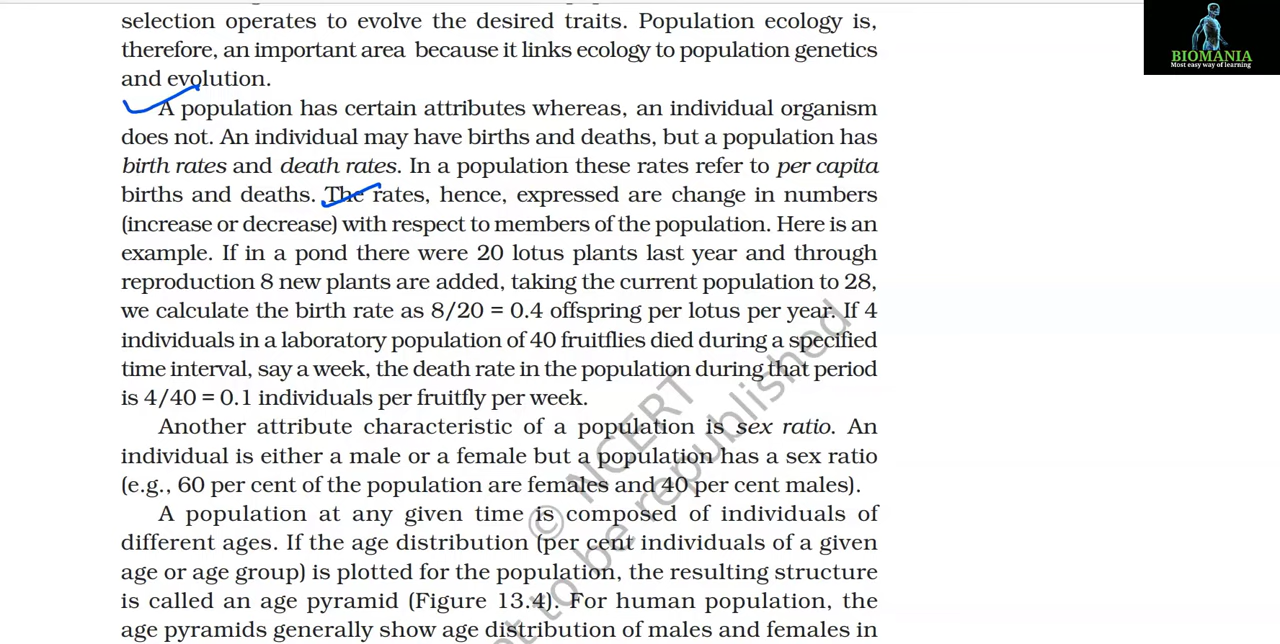 selection operates to evolve the desired traits. Population ecology is,
therefore, an important area because it links ecology to population genetics
and evolution.
A population has certain attributes whereas, an individual organism
does not. An individual may have births and deaths, but a population has
birth rates and death rates. In a population these rates refer to per capita
births and deaths. The rates, hence, expressed are change in numbers
(increase or decrease) with respect to members of the population. Here is an
example. If in a pond there were 20 lotus plants last year and through
reproduction 8 new plants are added, taking the current population to 28,
we calculate the birth rate as 8/20 = 0.4 offspring per lotus per year. If 4
individuals in a laboratory population of 40 fruitflies died during a specified
time interval, say a week, the death rate in the population during that period
is 4/40 = 0.1 individuals per fruitfly per week.
Another attribute characteristic of a population is sex ratio. An
individual is either a male or a female but a population has a sex ratio
(e.g., 60 per cent of the population are females and 40 per cent males).
A population at any given time is composed of individuals of
different ages. If the age distribution (per cent individuals of a given
age or age group) is plotted for the population, the resulting structure
is called an age pyramid (Figure 13.4). For human population, the
age pyramids generally show age distribution of males and females in
BIOMANIA
Most easy way of learning
© NCERT
not to be republished